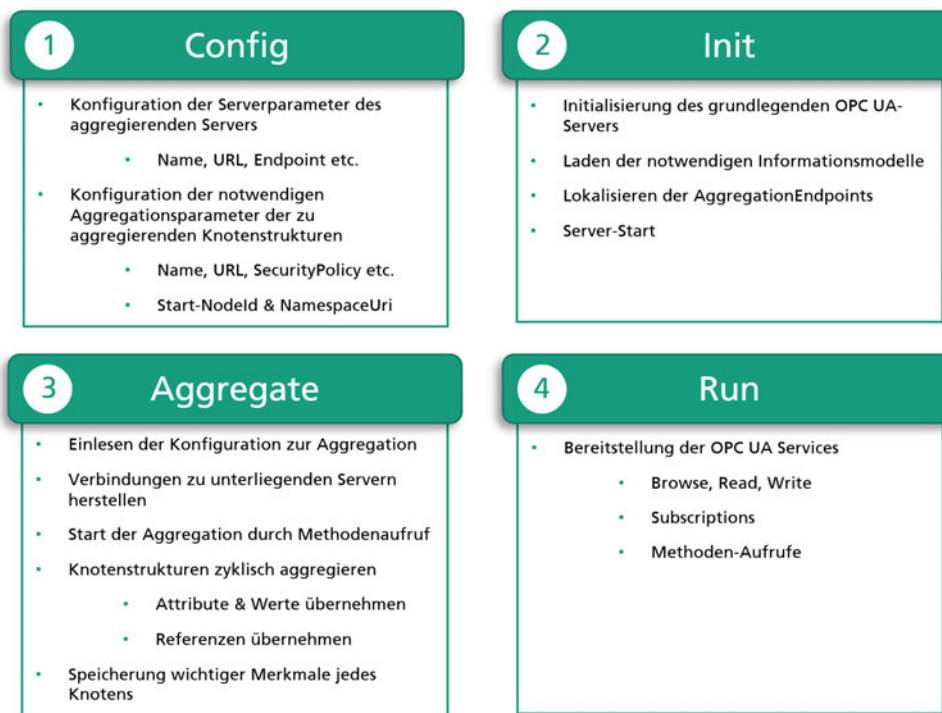 1
Config
Konfiguration der Serverparameter des
aggregierenden Servers
Name, URL, Endpoint etc.
Konfiguration der notwendigen
Aggregationsparameter der zu
aggregierenden Knotenstrukturen
Name, URL, SecurityPolicy etc.
Start-NodeId & NamespaceUri
2
Init
Initialisierung des grundlegenden OPC UA-
Servers
Laden der notwendigen Informationsmodelle
Lokalisieren der AggregationEndpoints
Server-Start
3
Aggregate
Einlesen der Konfiguration zur Aggregation
Verbindungen zu unterliegenden Servern
herstellen
Start der Aggregation durch Methodenaufruf
Knotenstrukturen zyklisch aggregieren
Attribute & Werte übernehmen
Referenzen übernehmen
Speicherung wichtiger Merkmale jedes
Knotens
4
Run
Bereitstellung der OPC UA Services
Browse, Read, Write
Subscriptions
Methoden-Aufrufe